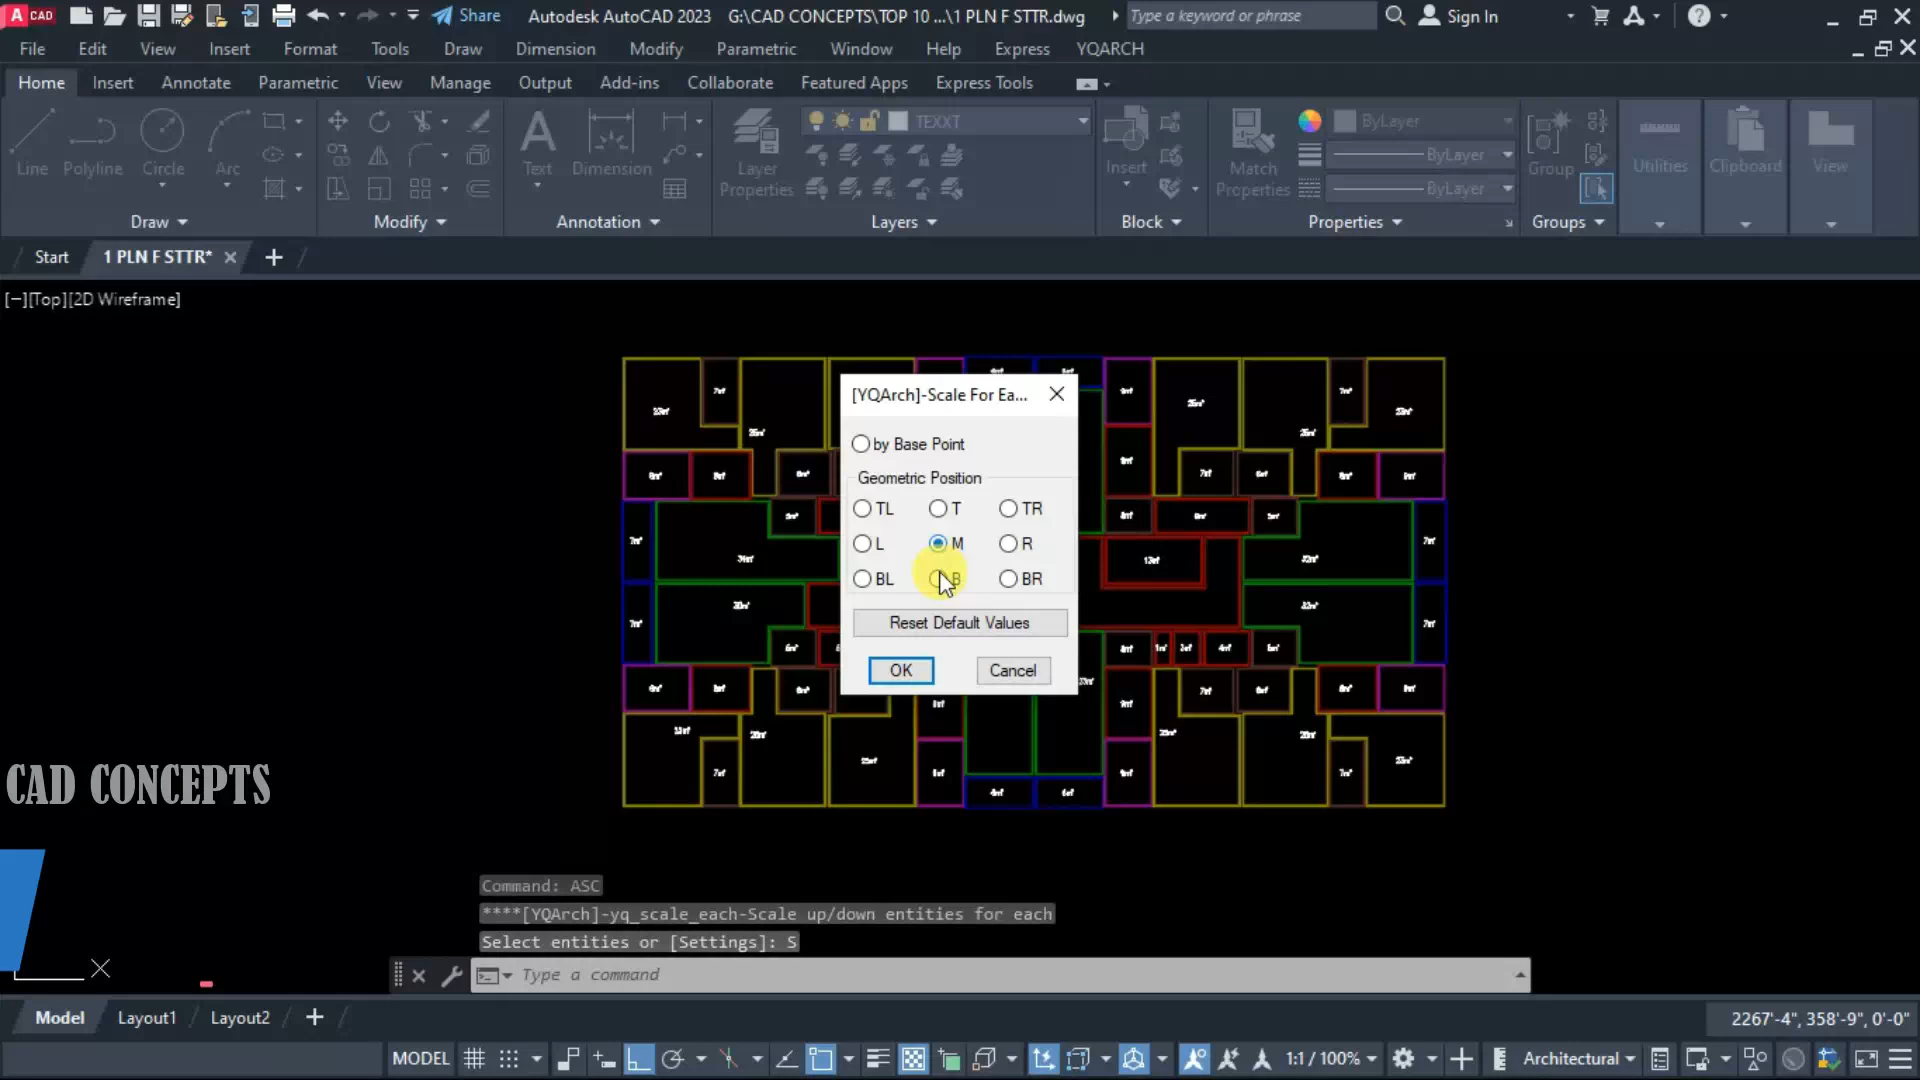 CAD
Share
Autodesk AutoCAD 2023 G:\CAD CONCEPTS\TOP 10 ...\1 PLN F STTR.dwg
Type a keyword or phrase
Sign In
File Edit View Insert Format Tools Draw Dimension Modify Parametric Window Help Express YQARCH
Home Insert Annotate Parametric View Manage Output Add-ins Collaborate Featured Apps Express Tools
TEXXT
ByLayer
ByLayer
ByLayer
Line Polyline Circle Arc
Text Dimension
Layer Properties
Insert
Match Properties
Group
Utilities Clipboard View
Draw Modify Annotation Layers Block Properties Groups
Start 1 PLN F STTR*
[−][Top][2D Wireframe]
[YQArch]-Scale For Ea...
by Base Point
Geometric Position
TL T TR
L M R
BL B BR
Reset Default Values
OK Cancel
CAD CONCEPTS
Command: ASC
****[YQArch]-yq_scale_each-Scale up/down entities for each
Select entities or [Settings]: S
Type a command
Model Layout1 Layout2
2267'-4", 358'-9", 0'-0"
MODEL
1:1 / 100%
Architectural